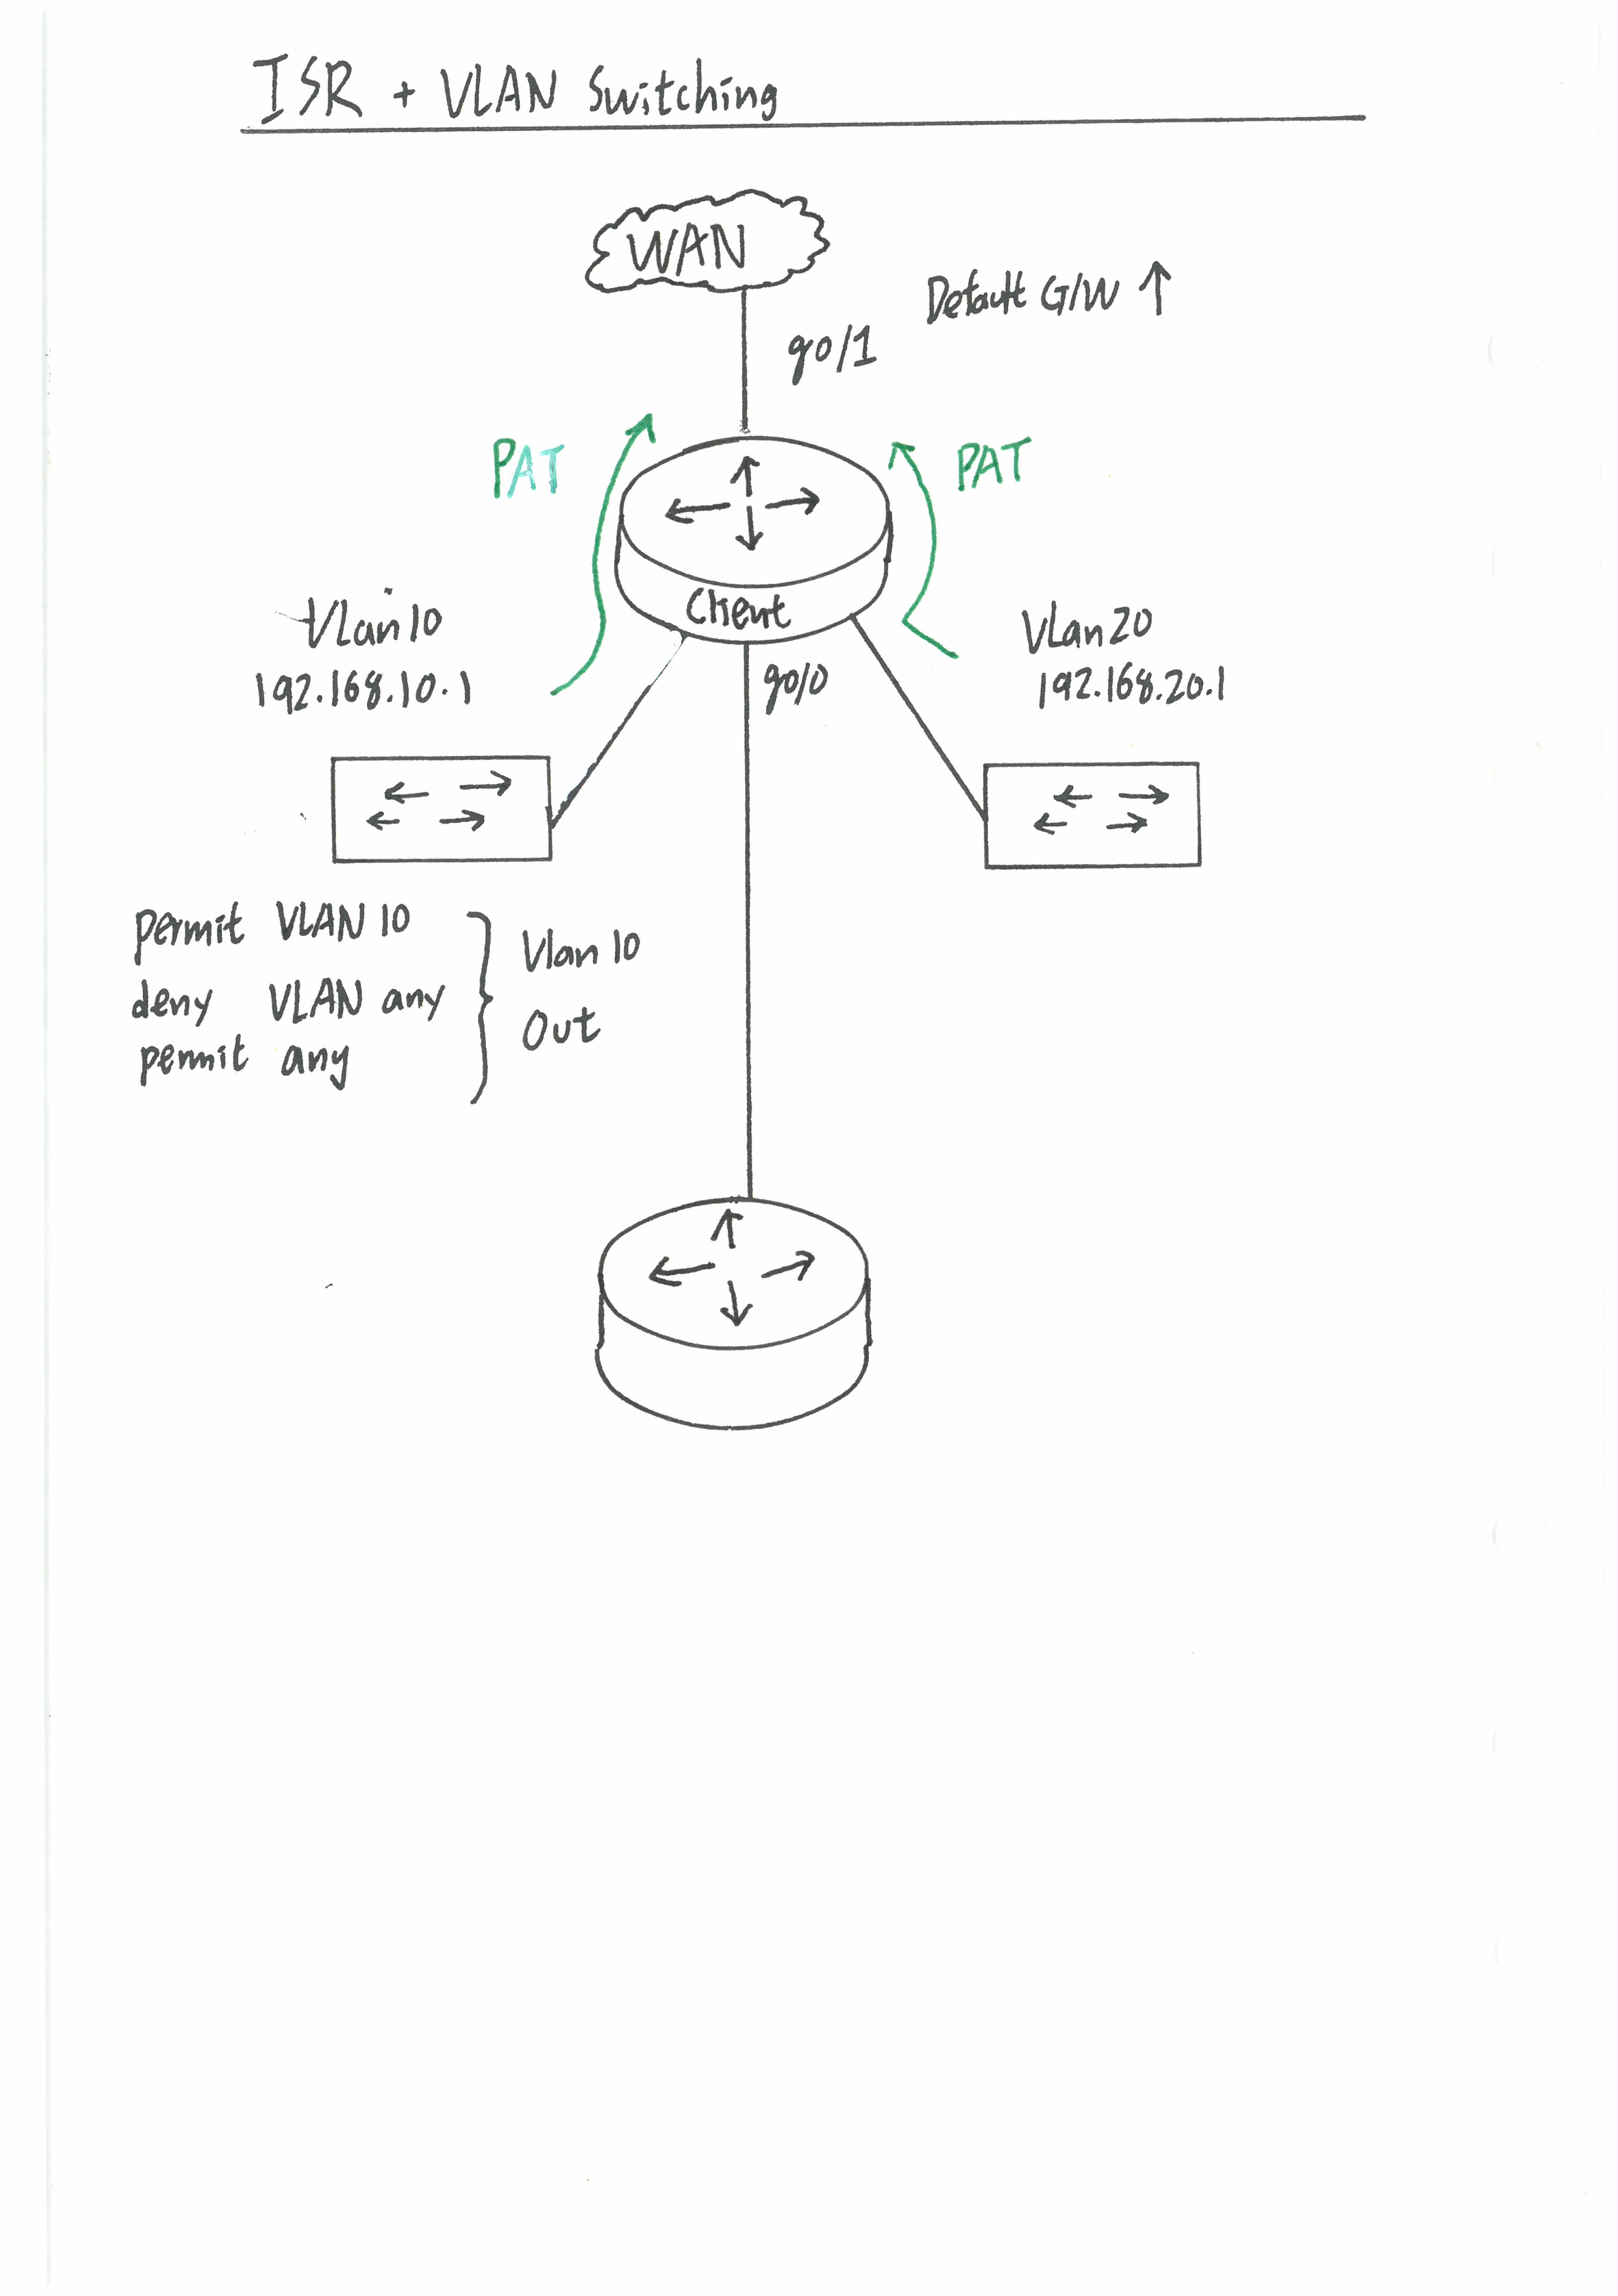 ISR + VLAN Switching
WAN
Default G/W ↑
g0/1
PAT
PAT
Client
Vlan10
192.168.10.1
g0/0
Vlan20
192.168.20.1
permit VLAN 10
deny VLAN any
permit any
Vlan 10
Out